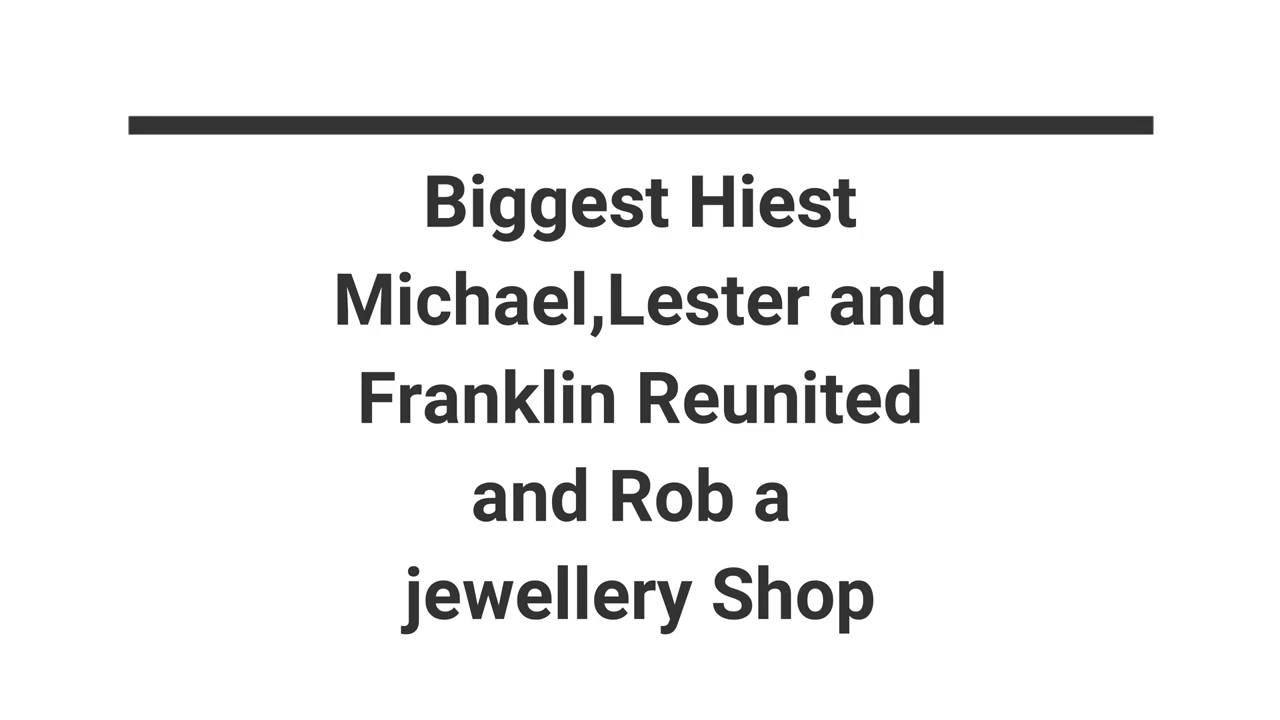 Biggest Hiest
Michael,Lester and
Franklin Reunited
and Rob a
jewellery Shop